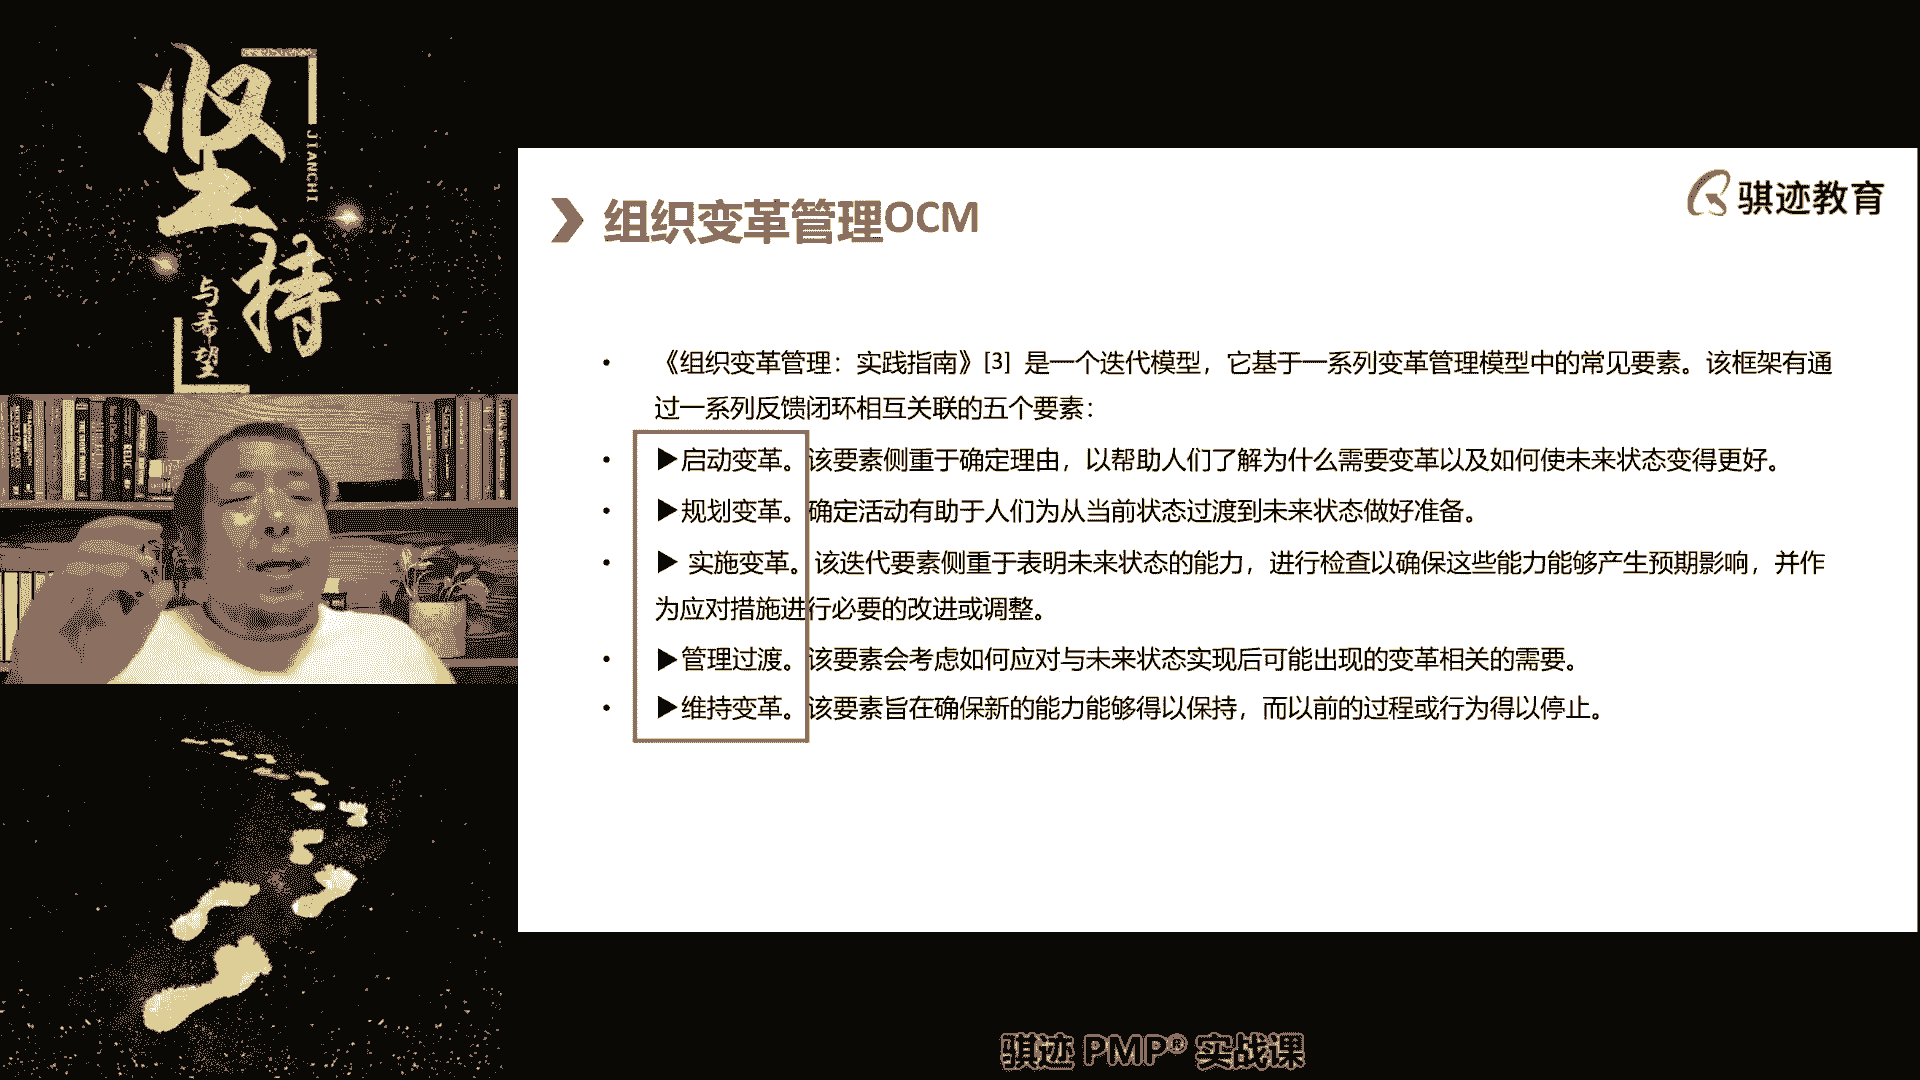 坚持
JIANCHI
与希望
骐迹教育
组织变革管理OCM
• 《组织变革管理：实践指南》[3] 是一个迭代模型，它基于一系列变革管理模型中的常见要素。该框架有通
过一系列反馈闭环相互关联的五个要素：
• ▶启动变革。该要素侧重于确定理由，以帮助人们了解为什么需要变革以及如何使未来状态变得更好。
• ▶规划变革。确定活动有助于人们为从当前状态过渡到未来状态做好准备。
• ▶ 实施变革。该迭代要素侧重于表明未来状态的能力，进行检查以确保这些能力能够产生预期影响，并作
为应对措施进行必要的改进或调整。
• ▶管理过渡。该要素会考虑如何应对与未来状态实现后可能出现的变革相关的需要。
• ▶维持变革。该要素旨在确保新的能力能够得以保持，而以前的过程或行为得以停止。
骐迹 PMP® 实战课